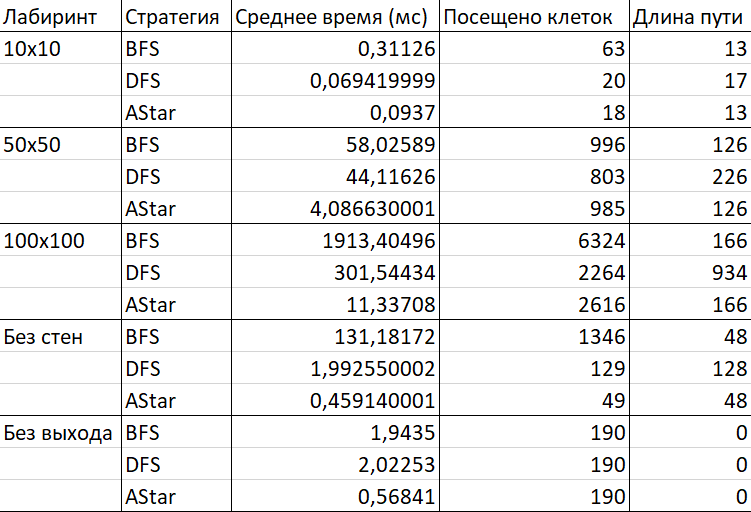 Лабиринт Стратегия Среднее время (мс) Посещено клеток Длина пути
10x10 BFS 0,31126 63 13
DFS 0,069419999 20 17
AStar 0,0937 18 13
50x50 BFS 58,02589 996 126
DFS 44,11626 803 226
AStar 4,086630001 985 126
100x100 BFS 1913,40496 6324 166
DFS 301,54434 2264 934
AStar 11,33708 2616 166
Без стен BFS 131,18172 1346 48
DFS 1,992550002 129 128
AStar 0,459140001 49 48
Без выхода BFS 1,9435 190 0
DFS 2,02253 190 0
AStar 0,56841 190 0